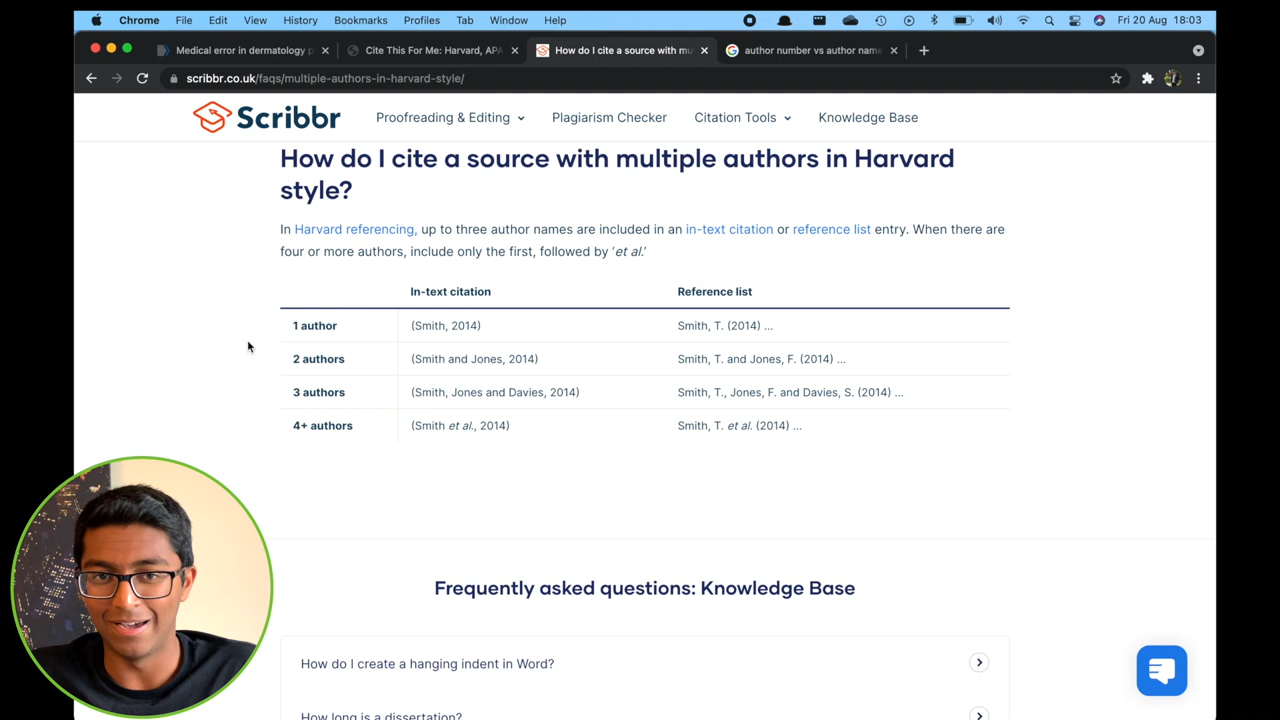 Chrome File Edit View History Bookmarks Profiles Tab Window Help Fri 20 Aug 18:03
Medical error in dermatology p Cite This For Me: Harvard, APA How do I cite a source with mu author number vs author name
scribbr.co.uk/faqs/multiple-authors-in-harvard-style/
Scribbr Proofreading & Editing Plagiarism Checker Citation Tools Knowledge Base
How do I cite a source with multiple authors in Harvard
style?
In Harvard referencing, up to three author names are included in an in-text citation or reference list entry. When there are
four or more authors, include only the first, followed by ‘et al.’
In-text citation Reference list
1 author (Smith, 2014) Smith, T. (2014) ...
2 authors (Smith and Jones, 2014) Smith, T. and Jones, F. (2014) ...
3 authors (Smith, Jones and Davies, 2014) Smith, T., Jones, F. and Davies, S. (2014) ...
4+ authors (Smith et al., 2014) Smith, T. et al. (2014) ...
Frequently asked questions: Knowledge Base
How do I create a hanging indent in Word?
How long is a dissertation?